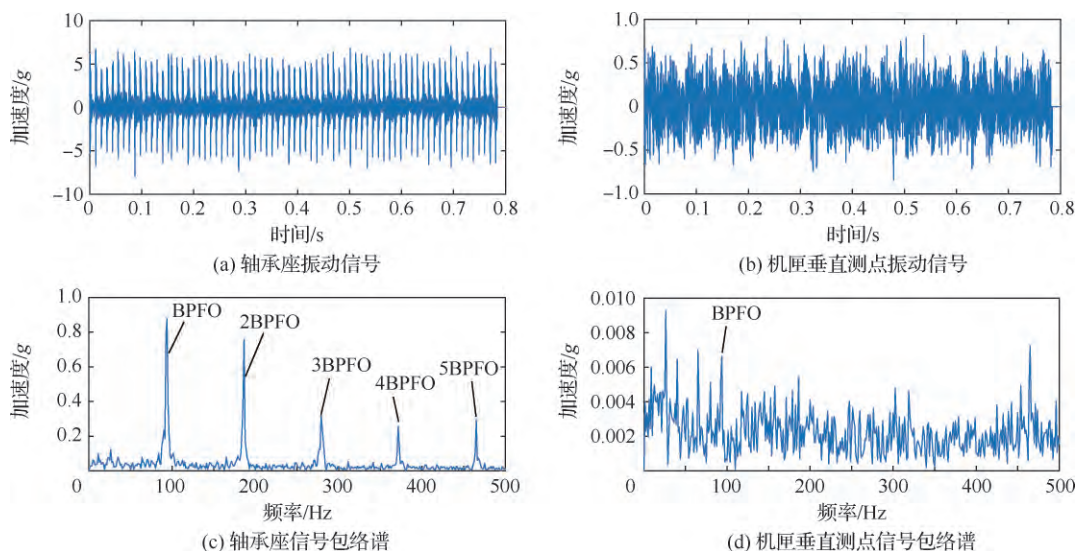 加速度/g
10
5
0
−5
−10
0
0.1
0.2
0.3
0.4
0.5
0.6
0.7
0.8
时间/s
(a) 轴承座振动信号
加速度/g
1.0
0.5
0
−0.5
−1.0
0
0.1
0.2
0.3
0.4
0.5
0.6
0.7
0.8
时间/s
(b) 机匣垂直测点振动信号
加速度/g
1.0
0.8
0.6
0.4
0.2
BPFO
2BPFO
3BPFO
4BPFO
5BPFO
0
100
200
300
400
500
频率/Hz
(c) 轴承座信号包络谱
加速度/g
0.010
0.008
0.006
0.004
0.002
BPFO
0
100
200
300
400
500
频率/Hz
(d) 机匣垂直测点信号包络谱